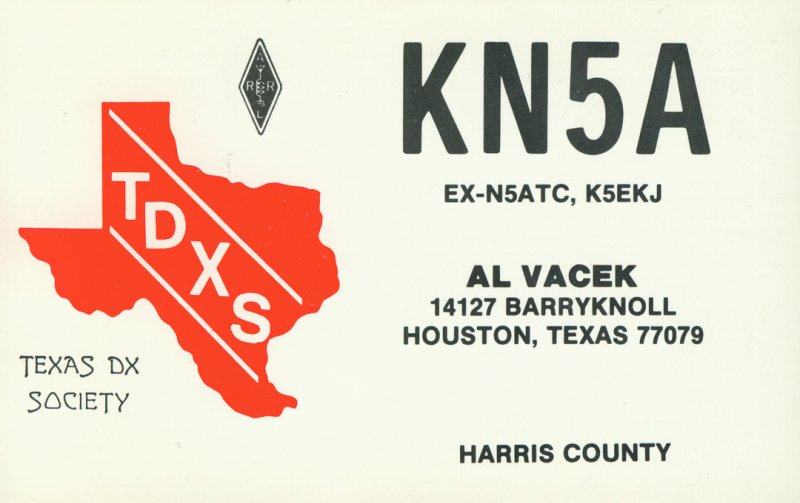 A
R R
L
KN5A
EX-N5ATC, K5EKJ
TDXS
AL VACEK
14127 BARRYKNOLL
HOUSTON, TEXAS 77079
TEXAS DX
SOCIETY
HARRIS COUNTY